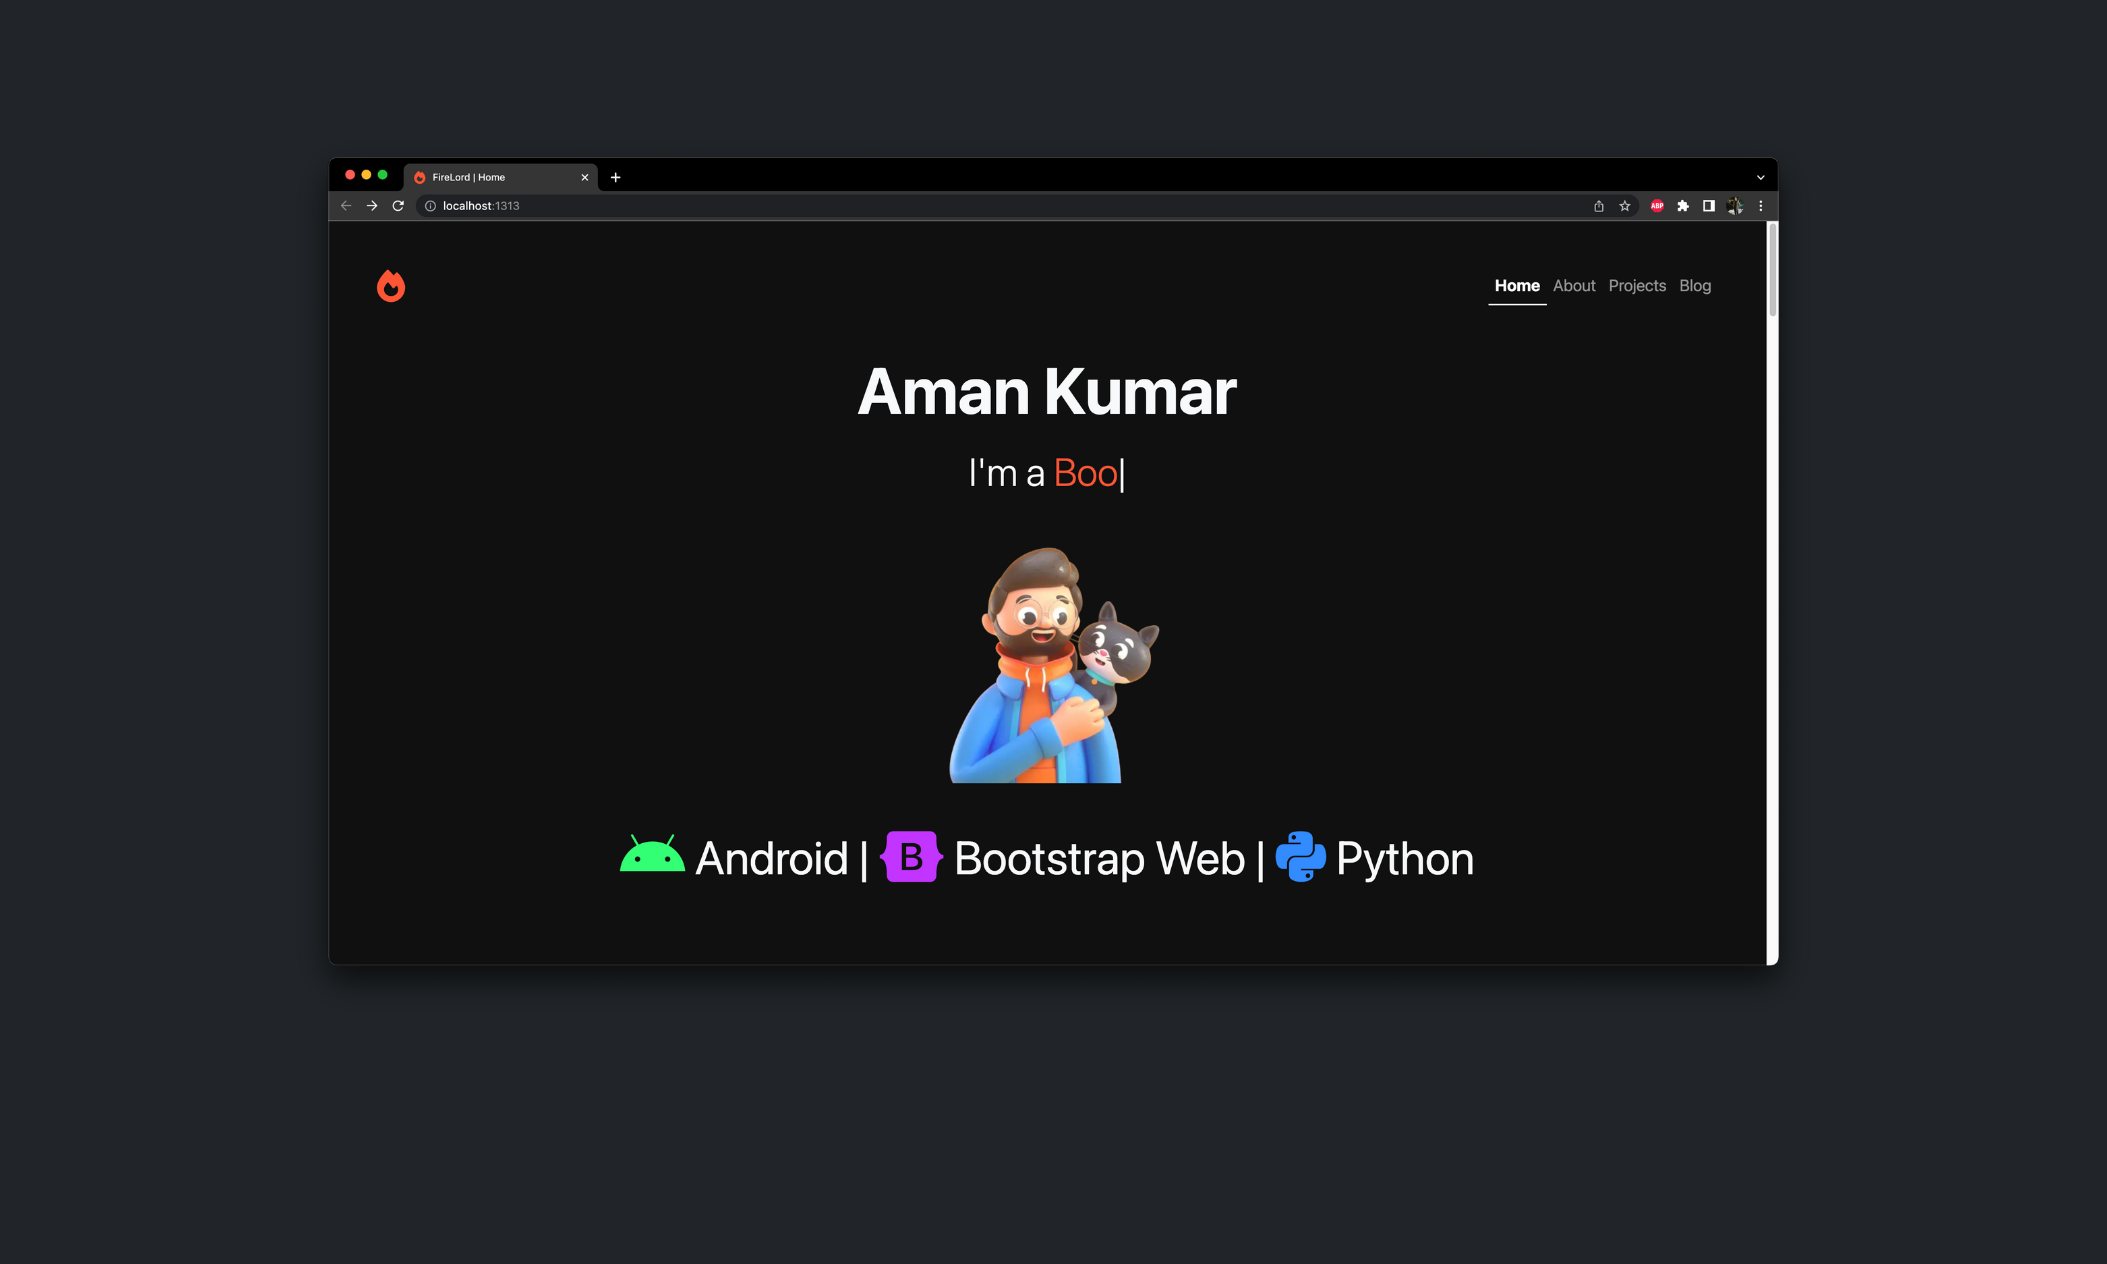 FireLord | Home
localhost:1313
ABP
Home About Projects Blog
Aman Kumar
I'm a Boo|
Android | B Bootstrap Web | Python